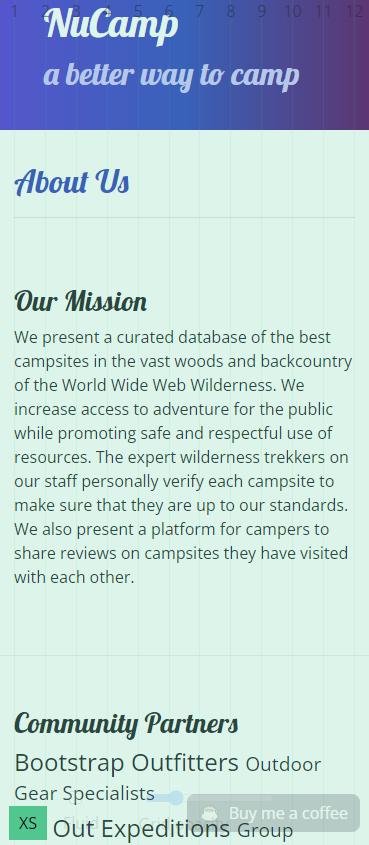 1 2 3 4 5 6 7 8 9 10 11 12
NuCamp
a better way to camp
About Us
Our Mission
We present a curated database of the best
campsites in the vast woods and backcountry
of the World Wide Web Wilderness. We
increase access to adventure for the public
while promoting safe and respectful use of
resources. The expert wilderness trekkers on
our staff personally verify each campsite to
make sure that they are up to our standards.
We also present a platform for campers to
share reviews on campsites they have visited
with each other.
Community Partners
Bootstrap Outfitters Outdoor
Gear Specialists
Buy me a coffee
XS Fluid
Out Expeditions Group